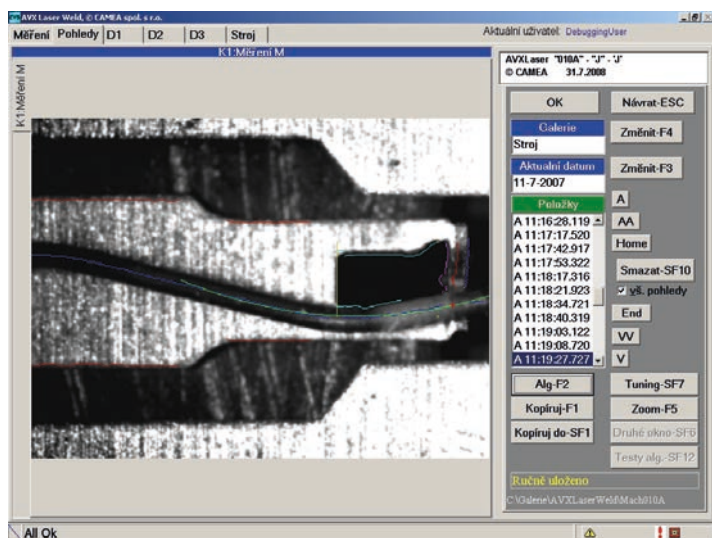 AVX Laser Weld, © CAMEA spol. s r.o.
Měření Pohledy D1 D2 D3 Stroj
Aktuální uživatel: DebuggingUser
K1:Měření M
K1:Měření M
AVXLaser "010A" - "J" - "J"
© CAMEA 31.7.2008
OK
Návrat-ESC
Galerie
Stroj
Změnit-F4
Aktualní datum
11-7-2007
Změnit-F3
Položky
A 11:16:28.119
A 11:17:17.520
A 11:17:42.917
A 11:17:53.322
A 11:18:17.316
A 11:18:21.923
A 11:18:34.721
A 11:18:40.319
A 11:19:03.122
A 11:19:08.720
A 11:19:27.727
A
AA
Home
Smazat-SF10
vš. pohledy
End
VV
V
Alg-F2
Tuning-SF7
Kopíruj-F1
Zoom-F5
Kopíruj do-SF1
Druhé okno-SF6
Testy alg.-SF12
Ručně uloženo
C:\Galerie\AVXLaserWeld\Mach010A
All Ok